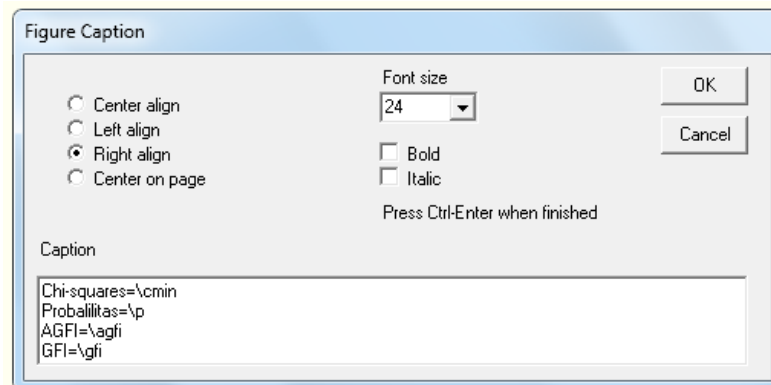 Figure Caption
Center align
Left align
Right align
Center on page
Font size
24
Bold
Italic
Press Ctrl-Enter when finished
OK
Cancel
Caption
Chi-squares=\cmin
Probalilitas=\p
AGFI=\agfi
GFI=\gfi